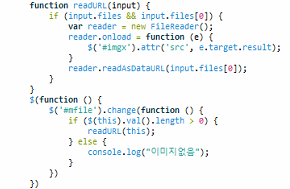 function readURL(input) {
    if (input.files && input.files[0]) {
        var reader = new FileReader();
        reader.onload = function (e) {
            $('#imgx').attr('src', e.target.result);
        }
        reader.readAsDataURL(input.files[0]);
    }
}
$(function () {
    $('#mfile').change(function () {
        if ($(this).val().length > 0) {
            readURL(this);
        } else {
            console.log("이미지없음");
        }
    })
})